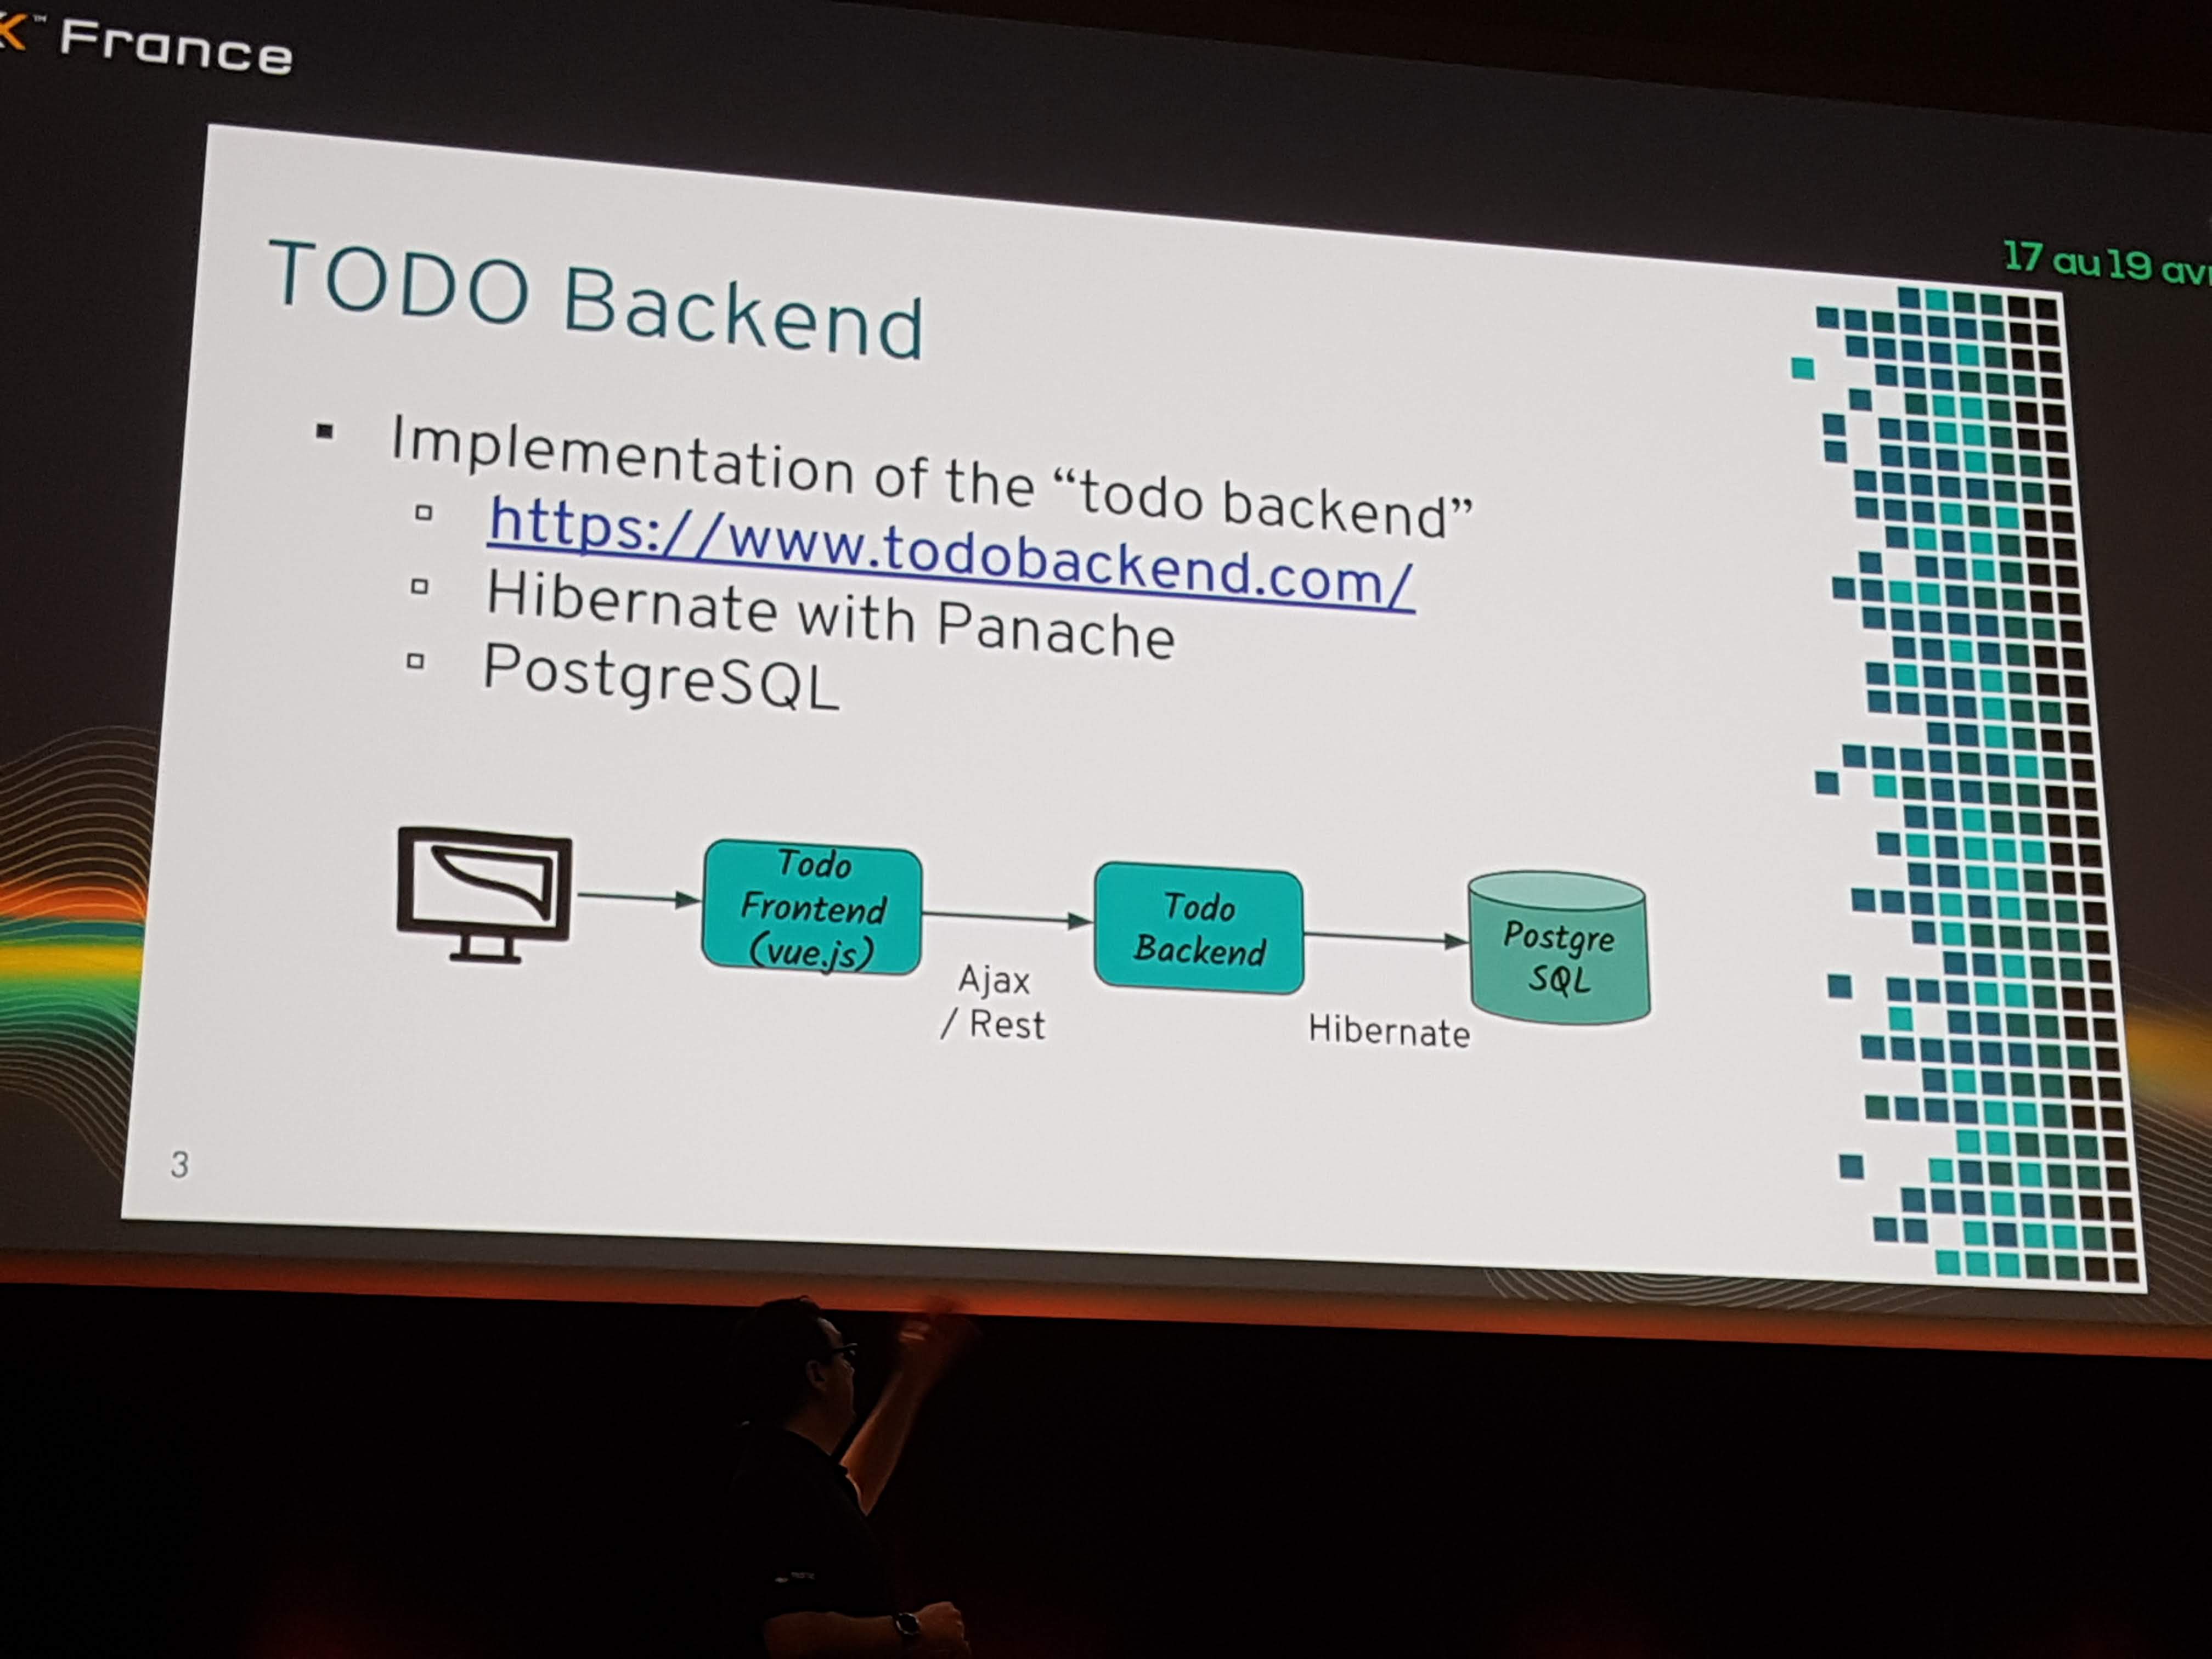 K™ France
17 au 19 avr
TODO Backend
Implementation of the “todo backend”
https://www.todobackend.com/
Hibernate with Panache
PostgreSQL
Todo
Frontend
(vue.js)
Ajax
/ Rest
Todo
Backend
Hibernate
Postgre
SQL
3